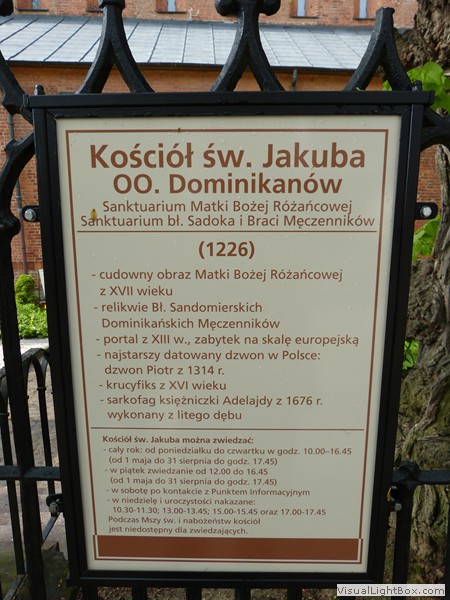 Kościół św. Jakuba
OO. Dominikanów
Sanktuarium Matki Bożej Różańcowej
Sanktuarium bł. Sadoka i Braci Męczenników
(1226)
- cudowny obraz Matki Bożej Różańcowej
z XVII wieku
- relikwie Bł. Sandomierskich
Dominikańskich Męczenników
- portal z XIII w., zabytek na skalę europejską
- najstarszy datowany dzwon w Polsce:
dzwon Piotr z 1314 r.
- krucyfiks z XVI wieku
- sarkofag księżniczki Adelajdy z 1676 r.
wykonany z litego dębu
Kościół św. Jakuba można zwiedzać:
- cały rok: od poniedziałku do czwartku w godz. 10.00-16.45
(od 1 maja do 31 sierpnia do godz. 17.45)
- w piątek zwiedzanie od 12.00 do 16.45
(od 1 maja do 31 sierpnia do godz. 17.45)
- w sobotę po kontakcie z Punktem Informacyjnym
- w niedzielę i uroczystości nakazane:
10.30-11.30; 13.00-13.45; 15.00-15.45 oraz 17.00-17.45
Podczas Mszy św. i nabożeństw kościół
jest niedostępny dla zwiedzających.
www.VisualLightBox.com